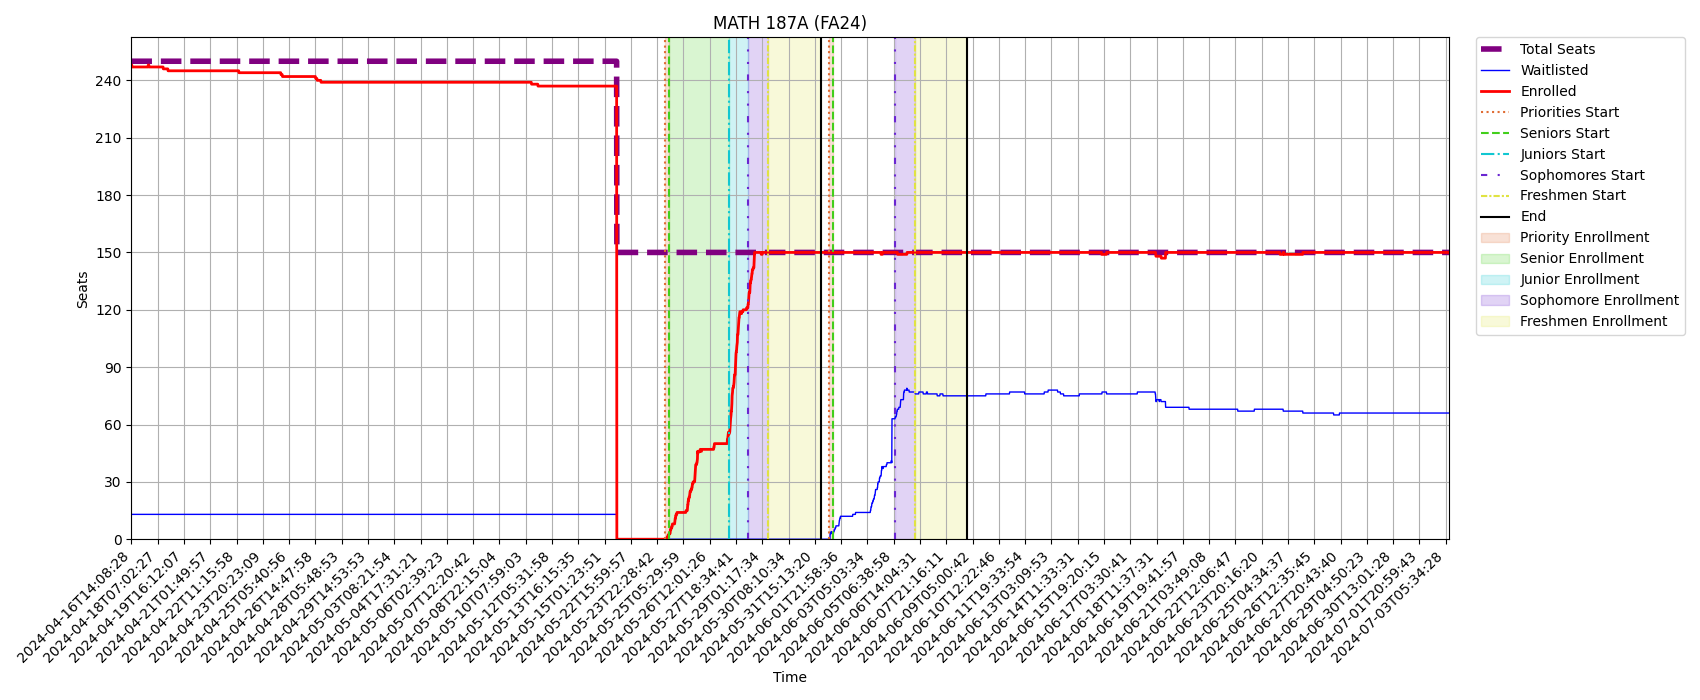 MATH 187A (FA24)
Seats
240
210
180
150
120
90
60
30
0
2024-04-16T14:08:28
2024-04-18T07:02:27
2024-04-19T16:12:07
2024-04-21T01:49:57
2024-04-22T11:15:58
2024-04-23T20:23:09
2024-04-25T05:40:56
2024-04-26T14:47:58
2024-04-28T05:48:53
2024-04-29T14:53:53
2024-05-03T08:21:54
2024-05-04T17:31:21
2024-05-06T02:39:23
2024-05-07T12:20:42
2024-05-08T22:15:04
2024-05-10T07:59:03
2024-05-12T05:31:58
2024-05-13T16:15:35
2024-05-15T01:23:51
2024-05-22T15:59:57
2024-05-23T22:28:42
2024-05-25T05:29:59
2024-05-26T12:01:26
2024-05-27T18:34:41
2024-05-29T01:17:34
2024-05-30T08:10:34
2024-05-31T15:13:20
2024-06-01T21:58:36
2024-06-03T05:03:34
2024-06-05T06:38:50
2024-06-06T14:04:31
2024-06-07T21:16:11
2024-06-09T05:00:42
2024-06-10T12:22:46
2024-06-11T19:33:54
2024-06-13T03:09:53
2024-06-14T11:33:31
2024-06-15T19:20:15
2024-06-17T03:30:41
2024-06-18T11:37:31
2024-06-19T19:41:57
2024-06-21T03:49:08
2024-06-22T12:06:47
2024-06-23T20:16:20
2024-06-25T04:34:37
2024-06-26T12:35:45
2024-06-27T20:43:40
2024-06-29T04:50:23
2024-06-30T13:01:28
2024-07-01T20:59:43
2024-07-03T05:34:28
Time
Total Seats
Waitlisted
Enrolled
Priorities Start
Seniors Start
Juniors Start
Sophomores Start
Freshmen Start
End
Priority Enrollment
Senior Enrollment
Junior Enrollment
Sophomore Enrollment
Freshmen Enrollment